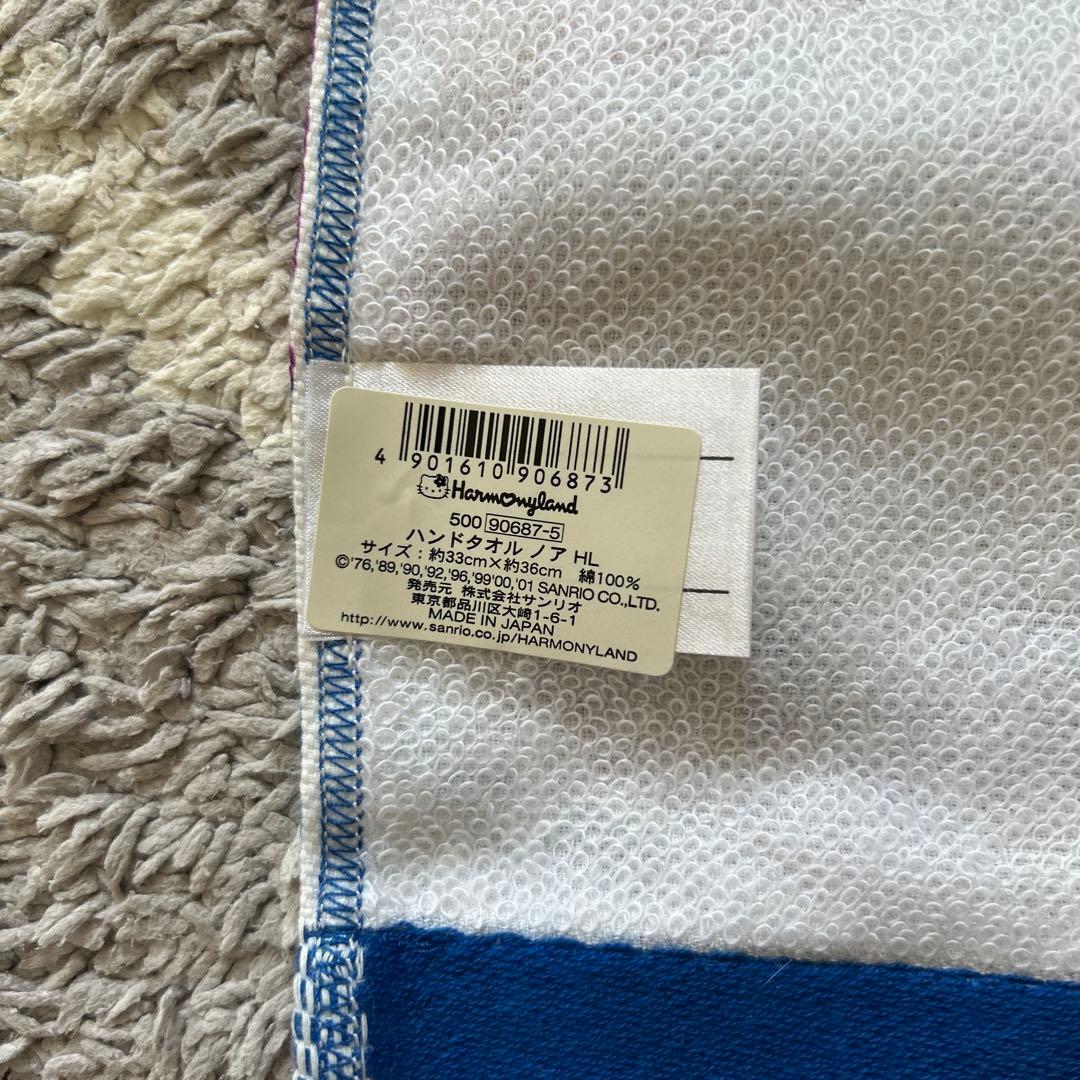 4 901610 906873
Harmonyland
500 90687-5
ハンドタオル ノア HL
サイズ：約33cm×約36cm 綿100%
©'76,'89,'90,'92,'96,'99'00,'01 SANRIO CO.,LTD.
発売元 株式会社サンリオ
東京都品川区大崎1-6-1
MADE IN JAPAN
http://www.sanrio.co.jp/HARMONYLAND